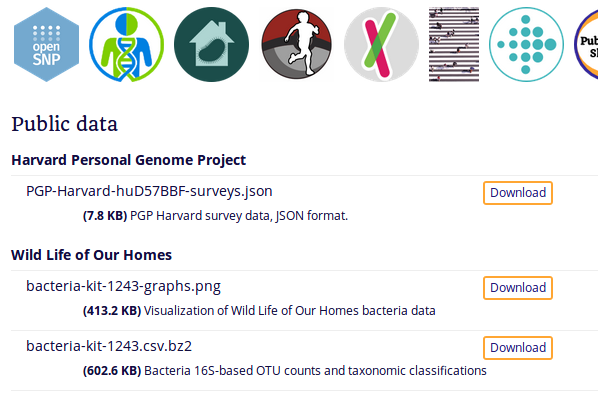 open
SNP
Public data
Harvard Personal Genome Project
PGP-Harvard-huD57BBF-surveys.json
Download
(7.8 KB) PGP Harvard survey data, JSON format.
Wild Life of Our Homes
bacteria-kit-1243-graphs.png
Download
(413.2 KB) Visualization of Wild Life of Our Homes bacteria data
bacteria-kit-1243.csv.bz2
Download
(602.6 KB) Bacteria 16S-based OTU counts and taxonomic classifications